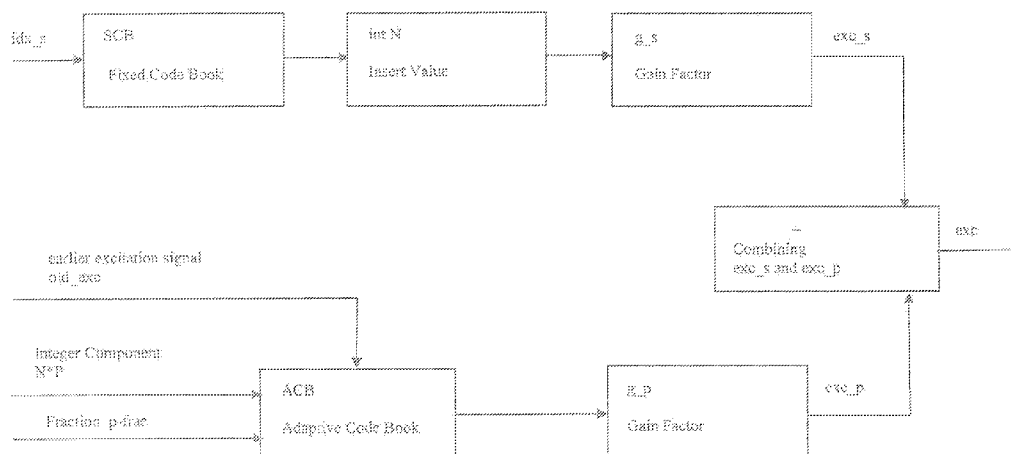 idx_s
SCB
Fixed Code Book
int N
Insert Value
g_s
Gain Factor
exc_s
Combining
exc_s and exc_p
exc
earlier excitation signal
old_exc
Integer Component
N*P
Fraction p-frac
ACB
Adaptive Code Book
g_p
Gain Factor
exc_p